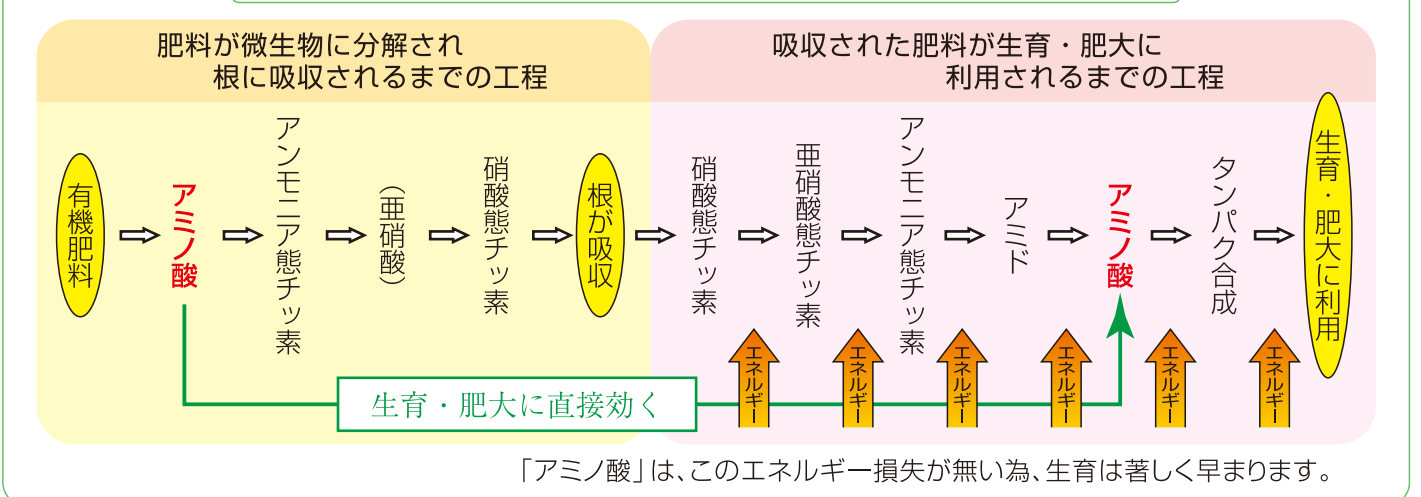 肥料が微生物に分解され
根に吸収されるまでの工程
吸収された肥料が生育・肥大に
利用されるまでの工程
有機肥料
アミノ酸
アンモニア態チッ素
(亜硝酸)
硝酸態チッ素
根が吸収
硝酸態チッ素
亜硝酸態チッ素
アンモニア態チッ素
アミド
アミノ酸
タンパク合成
生育・肥大に利用
エネルギー
エネルギー
エネルギー
エネルギー
エネルギー
エネルギー
生育・肥大に直接効く
「アミノ酸」は、このエネルギー損失が無い為、生育は著しく早まります。